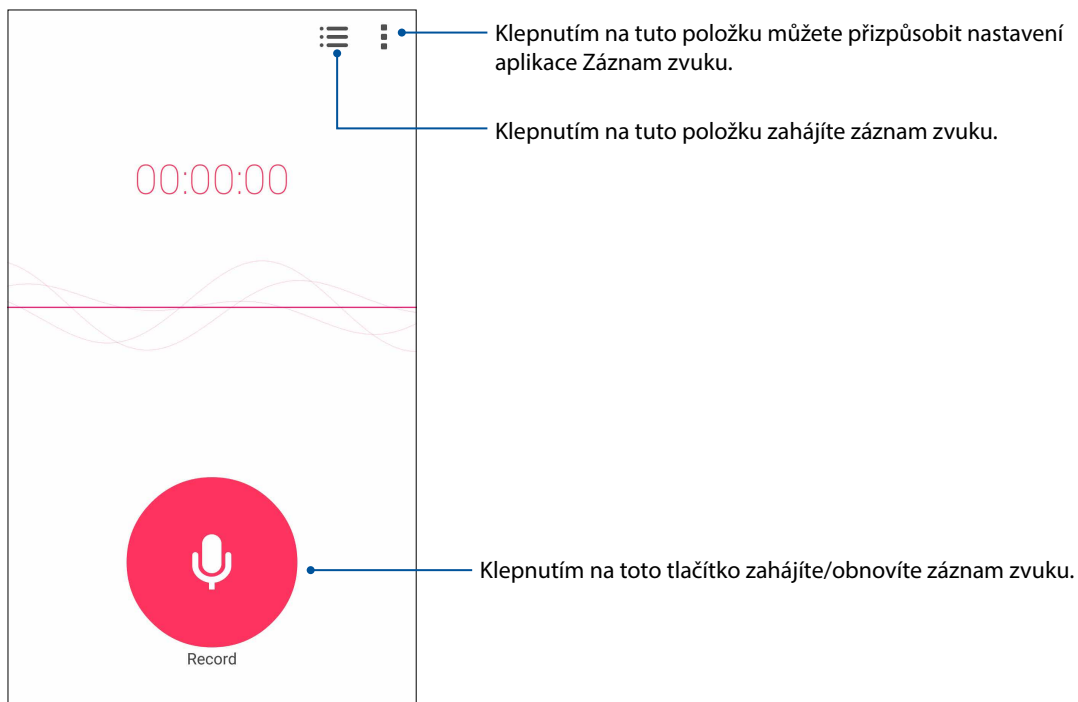 Klepnutím na tuto položku můžete přizpůsobit nastavení
aplikace Záznam zvuku.
Klepnutím na tuto položku zahájíte záznam zvuku.
00:00:00
Klepnutím na toto tlačítko zahájíte/obnovíte záznam zvuku.
Record